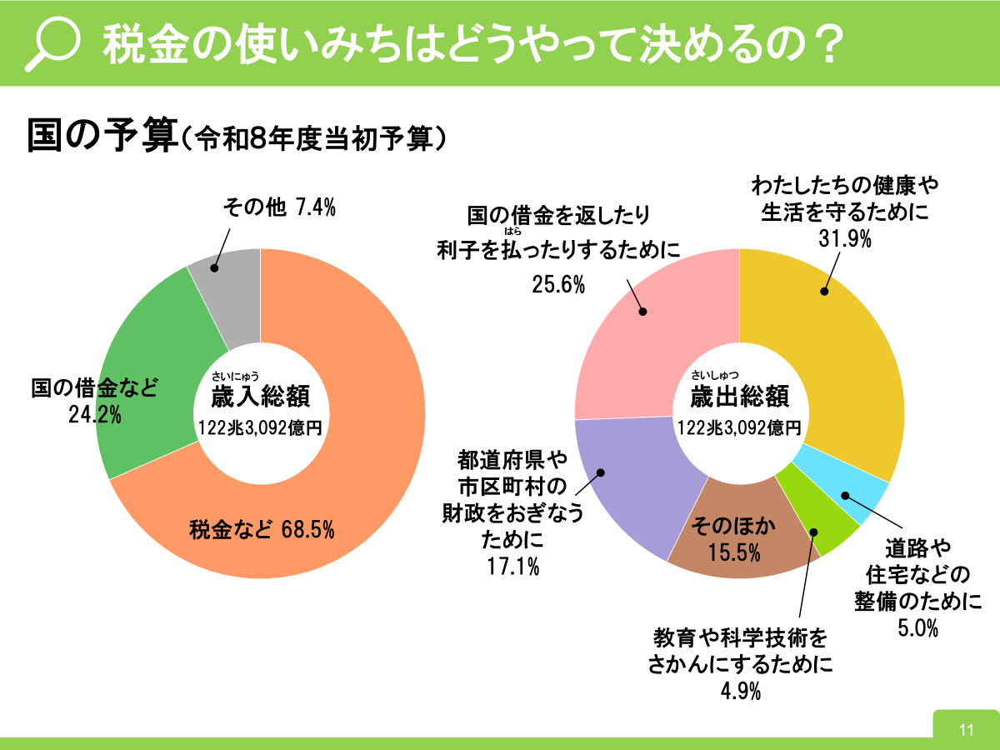 税金の使いみちはどうやって決めるの？
国の予算（令和8年度当初予算）
その他 7.4%
国の借金など
24.2%
さいにゅう
歳入総額
122兆3,092億円
税金など 68.5%
国の借金を返したり
はら
利子を払ったりするために
25.6%
わたしたちの健康や
生活を守るために
31.9%
さいしゅつ
歳出総額
122兆3,092億円
都道府県や
市区町村の
財政をおぎなう
ために
17.1%
そのほか
15.5%
道路や
住宅などの
整備のために
5.0%
教育や科学技術を
さかんにするために
4.9%
11